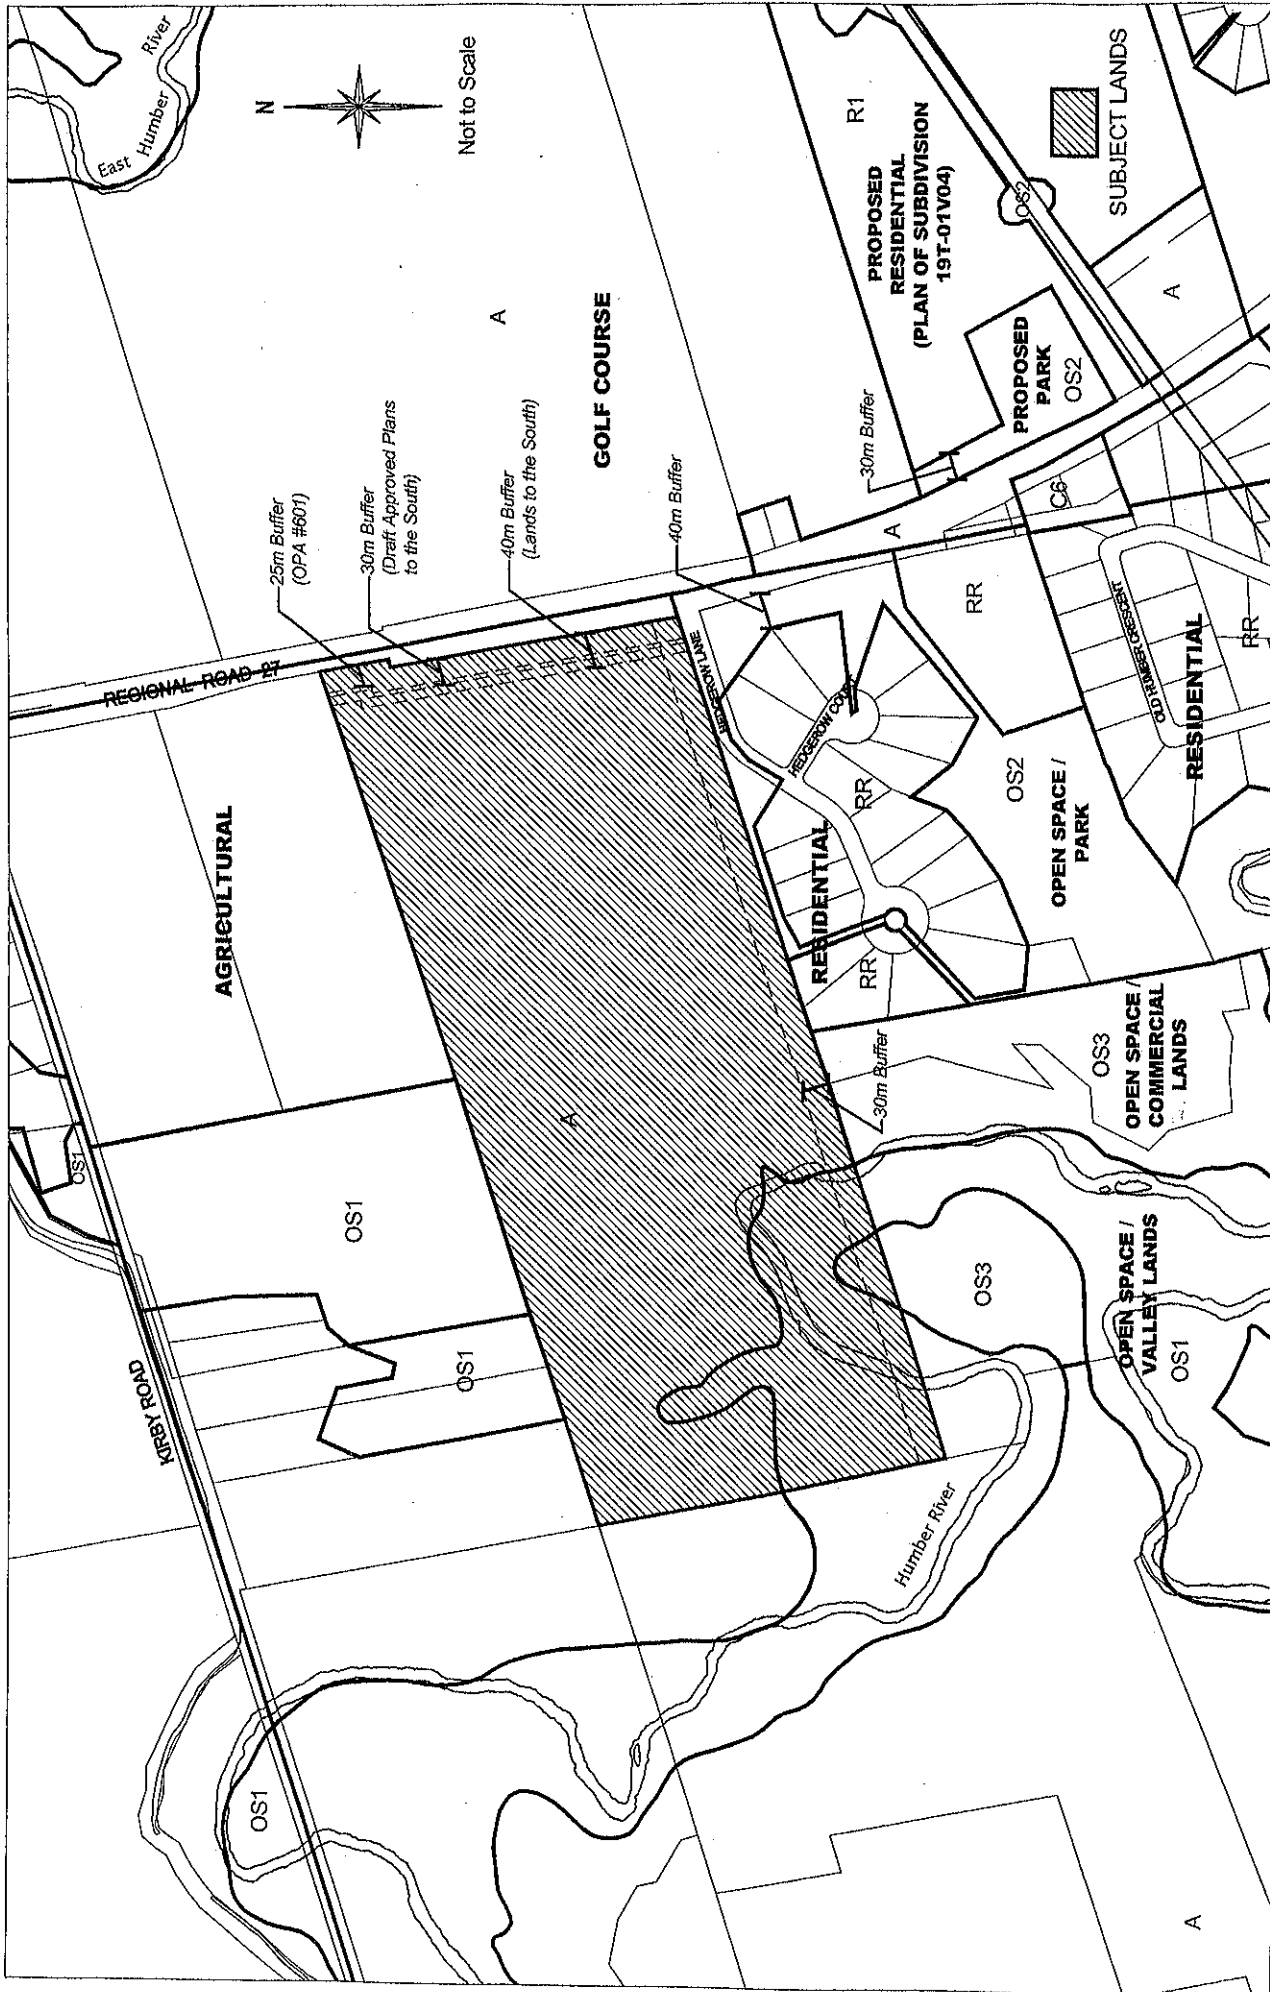 East Humber River
N
Not to Scale
R1
PROPOSED
RESIDENTIAL
(PLAN OF SUBDIVISION
19T-01V04)
OS2
SUBJECT LANDS
A
GOLF COURSE
25m Buffer
(OPA #601)
30m Buffer
(Draft Approved Plans
to the South)
40m Buffer
(Lands to the South)
40m Buffer
30m Buffer
PROPOSED
PARK
OS2
A
REGIONAL ROAD 27
A
C6
AGRICULTURAL
HEDGEROW LANE
HEDGEROW COURT
RR
RESIDENTIAL
RR
RR
OLD HUMBER CRESCENT
RESIDENTIAL
RR
OS2
OPEN SPACE /
PARK
OS1
OS1
A
30m Buffer
OS3
OPEN SPACE /
COMMERCIAL
LANDS
KIRBY ROAD
OS1
OS3
OPEN SPACE /
VALLEY LANDS
OS1
Humber River
OS1
A